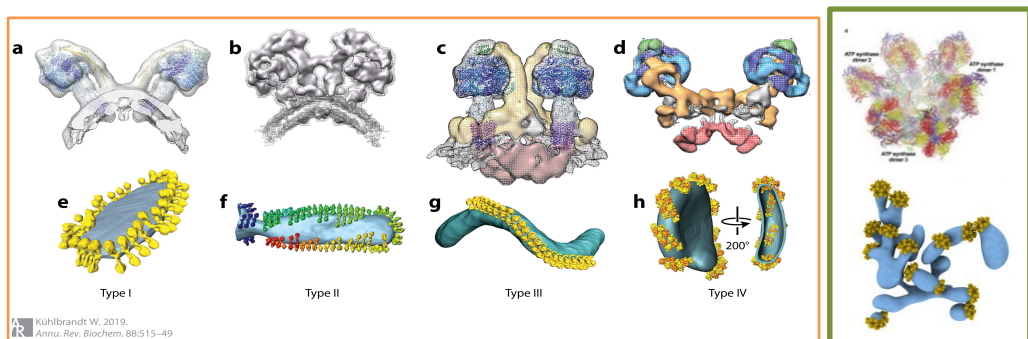 a
b
c
d
ATP synthase
dimer 2
ATP synthase
dimer 1
ATP synthase
dimer 3
e
f
g
h
200°
Type I
Type II
Type III
Type IV
AR Kühlbrandt W. 2019.
Annu. Rev. Biochem. 88:515–49